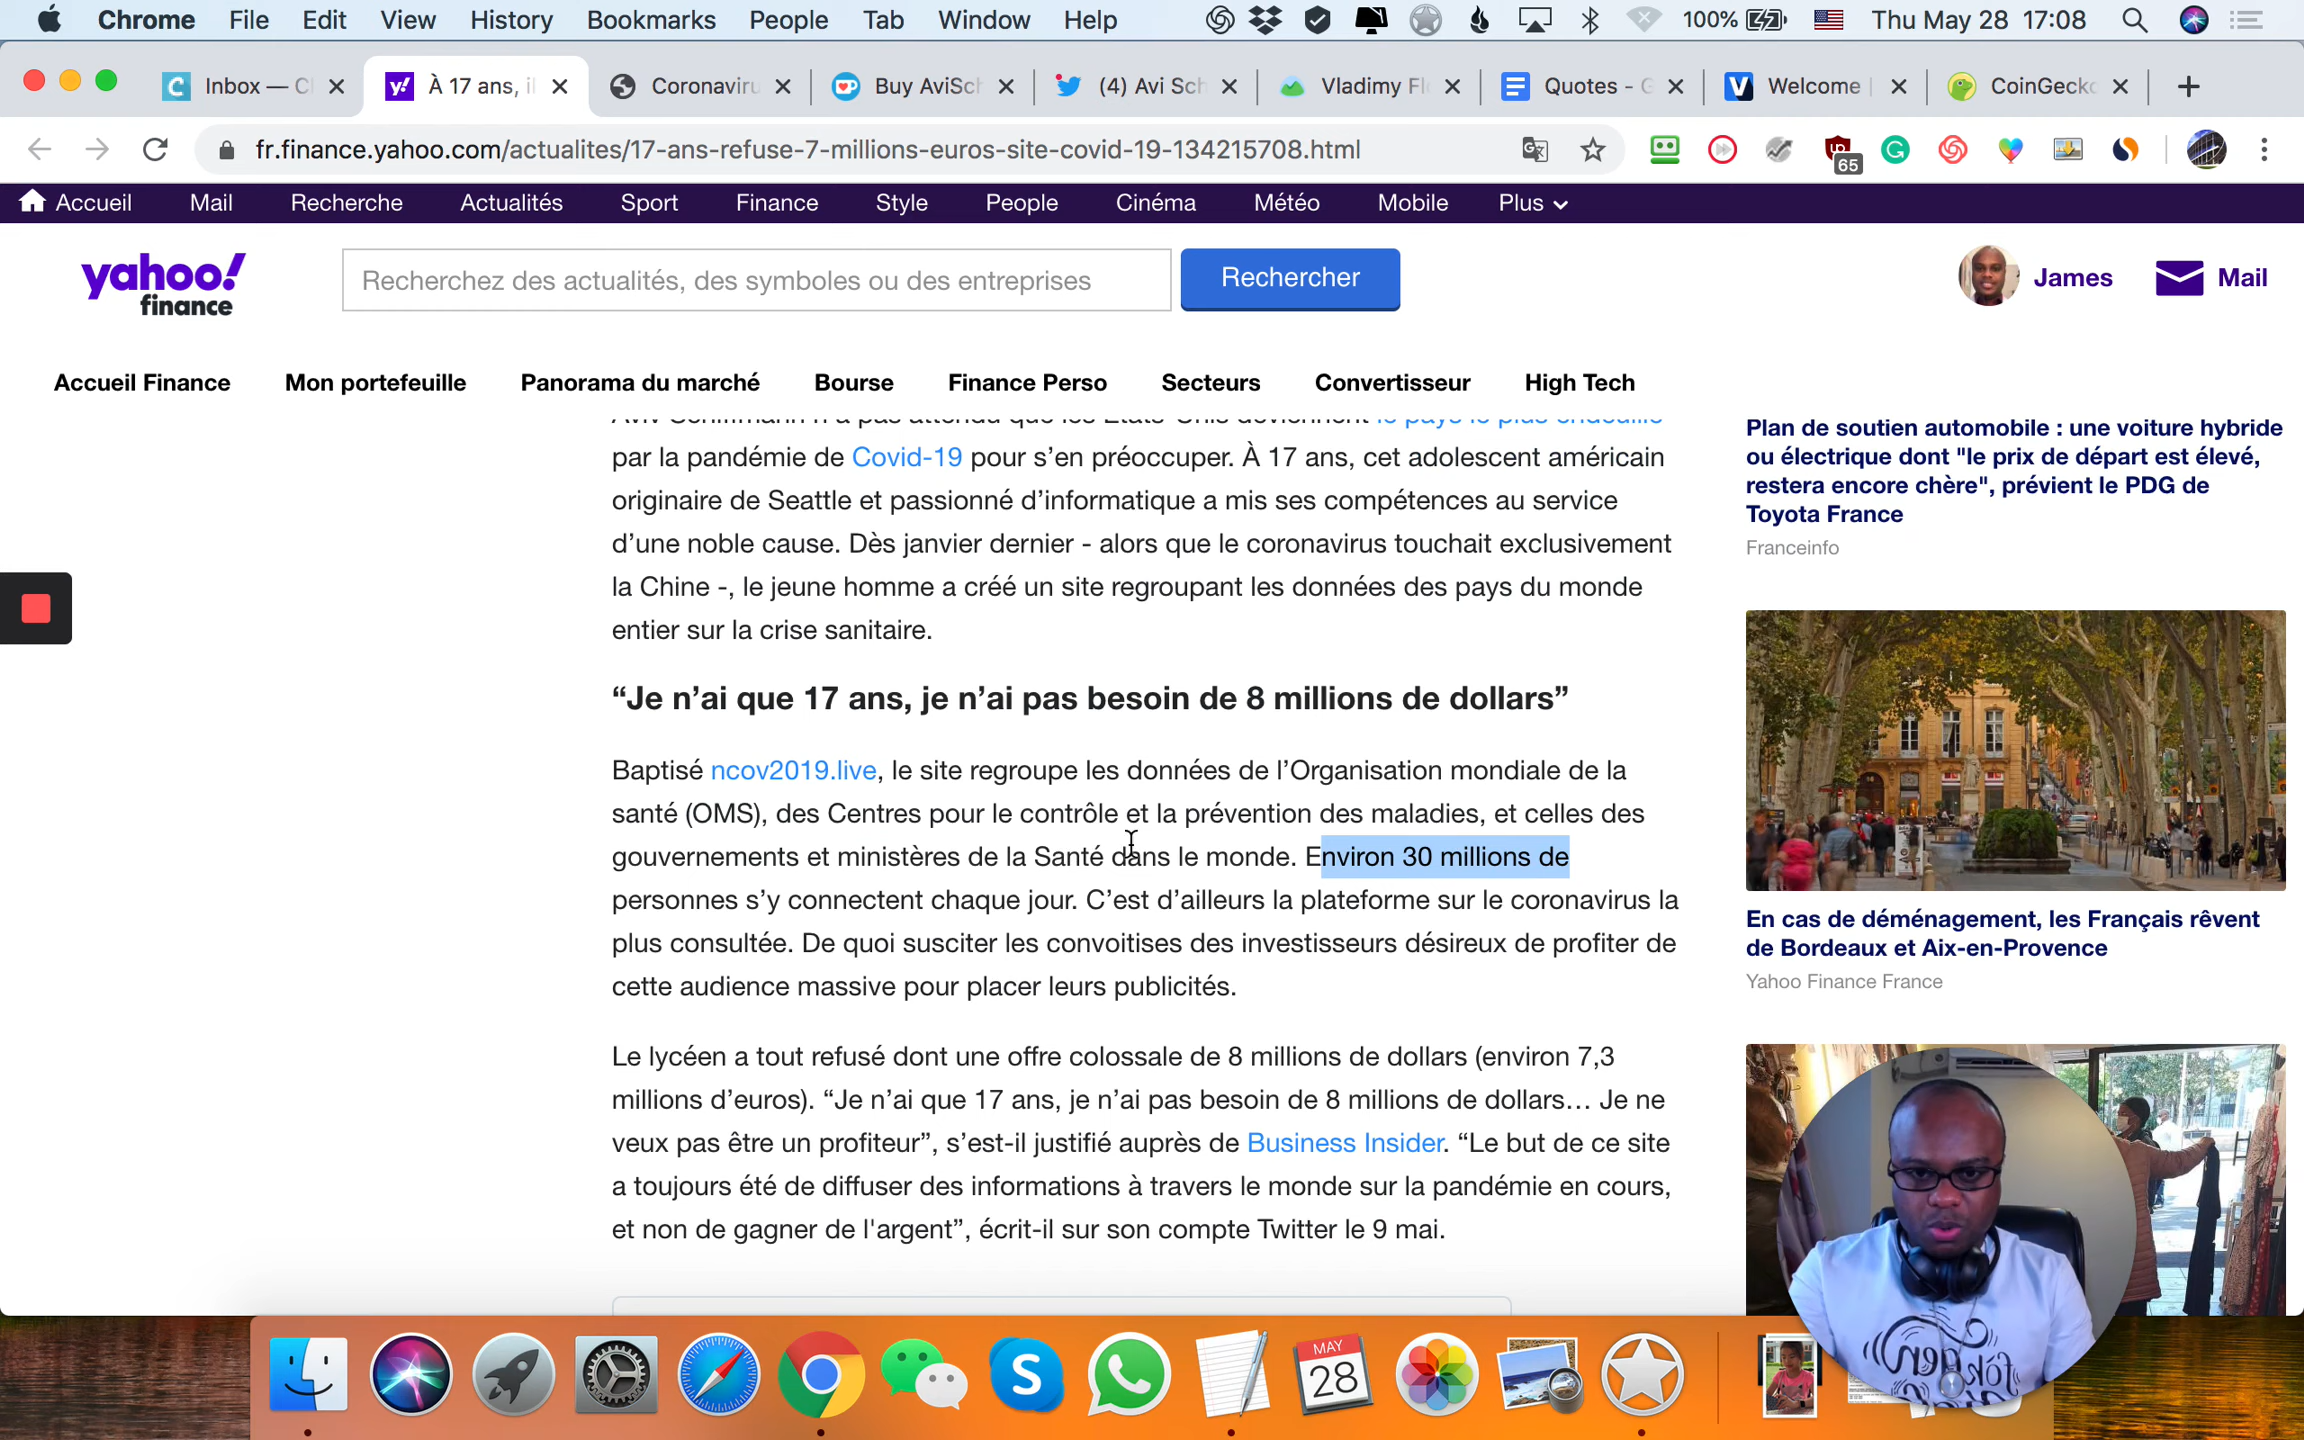 Chrome File Edit View History Bookmarks People Tab Window Help 100% Thu May 28 17:08
Inbox — Cl À 17 ans, il Coronaviru Buy AviSch (4) Avi Sch Vladimy Fl Quotes - G Welcome CoinGecko
fr.finance.yahoo.com/actualites/17-ans-refuse-7-millions-euros-site-covid-19-134215708.html
65
Accueil Mail Recherche Actualités Sport Finance Style People Cinéma Météo Mobile Plus
yahoo!
finance
Recherchez des actualités, des symboles ou des entreprises
Rechercher
James
Mail
Accueil Finance Mon portefeuille Panorama du marché Bourse Finance Perso Secteurs Convertisseur High Tech
par la pandémie de Covid-19 pour s’en préoccuper. À 17 ans, cet adolescent américain
originaire de Seattle et passionné d’informatique a mis ses compétences au service
d’une noble cause. Dès janvier dernier - alors que le coronavirus touchait exclusivement
la Chine -, le jeune homme a créé un site regroupant les données des pays du monde
entier sur la crise sanitaire.
“Je n’ai que 17 ans, je n’ai pas besoin de 8 millions de dollars”
Baptisé ncov2019.live, le site regroupe les données de l’Organisation mondiale de la
santé (OMS), des Centres pour le contrôle et la prévention des maladies, et celles des
gouvernements et ministères de la Santé dans le monde. Environ 30 millions de
personnes s’y connectent chaque jour. C’est d’ailleurs la plateforme sur le coronavirus la
plus consultée. De quoi susciter les convoitises des investisseurs désireux de profiter de
cette audience massive pour placer leurs publicités.
Le lycéen a tout refusé dont une offre colossale de 8 millions de dollars (environ 7,3
millions d’euros). “Je n’ai que 17 ans, je n’ai pas besoin de 8 millions de dollars… Je ne
veux pas être un profiteur”, s’est-il justifié auprès de Business Insider. “Le but de ce site
a toujours été de diffuser des informations à travers le monde sur la pandémie en cours,
et non de gagner de l'argent”, écrit-il sur son compte Twitter le 9 mai.
Plan de soutien automobile : une voiture hybride
ou électrique dont "le prix de départ est élevé,
restera encore chère", prévient le PDG de
Toyota France
Franceinfo
En cas de déménagement, les Français rêvent
de Bordeaux et Aix-en-Provence
Yahoo Finance France
MAY
28